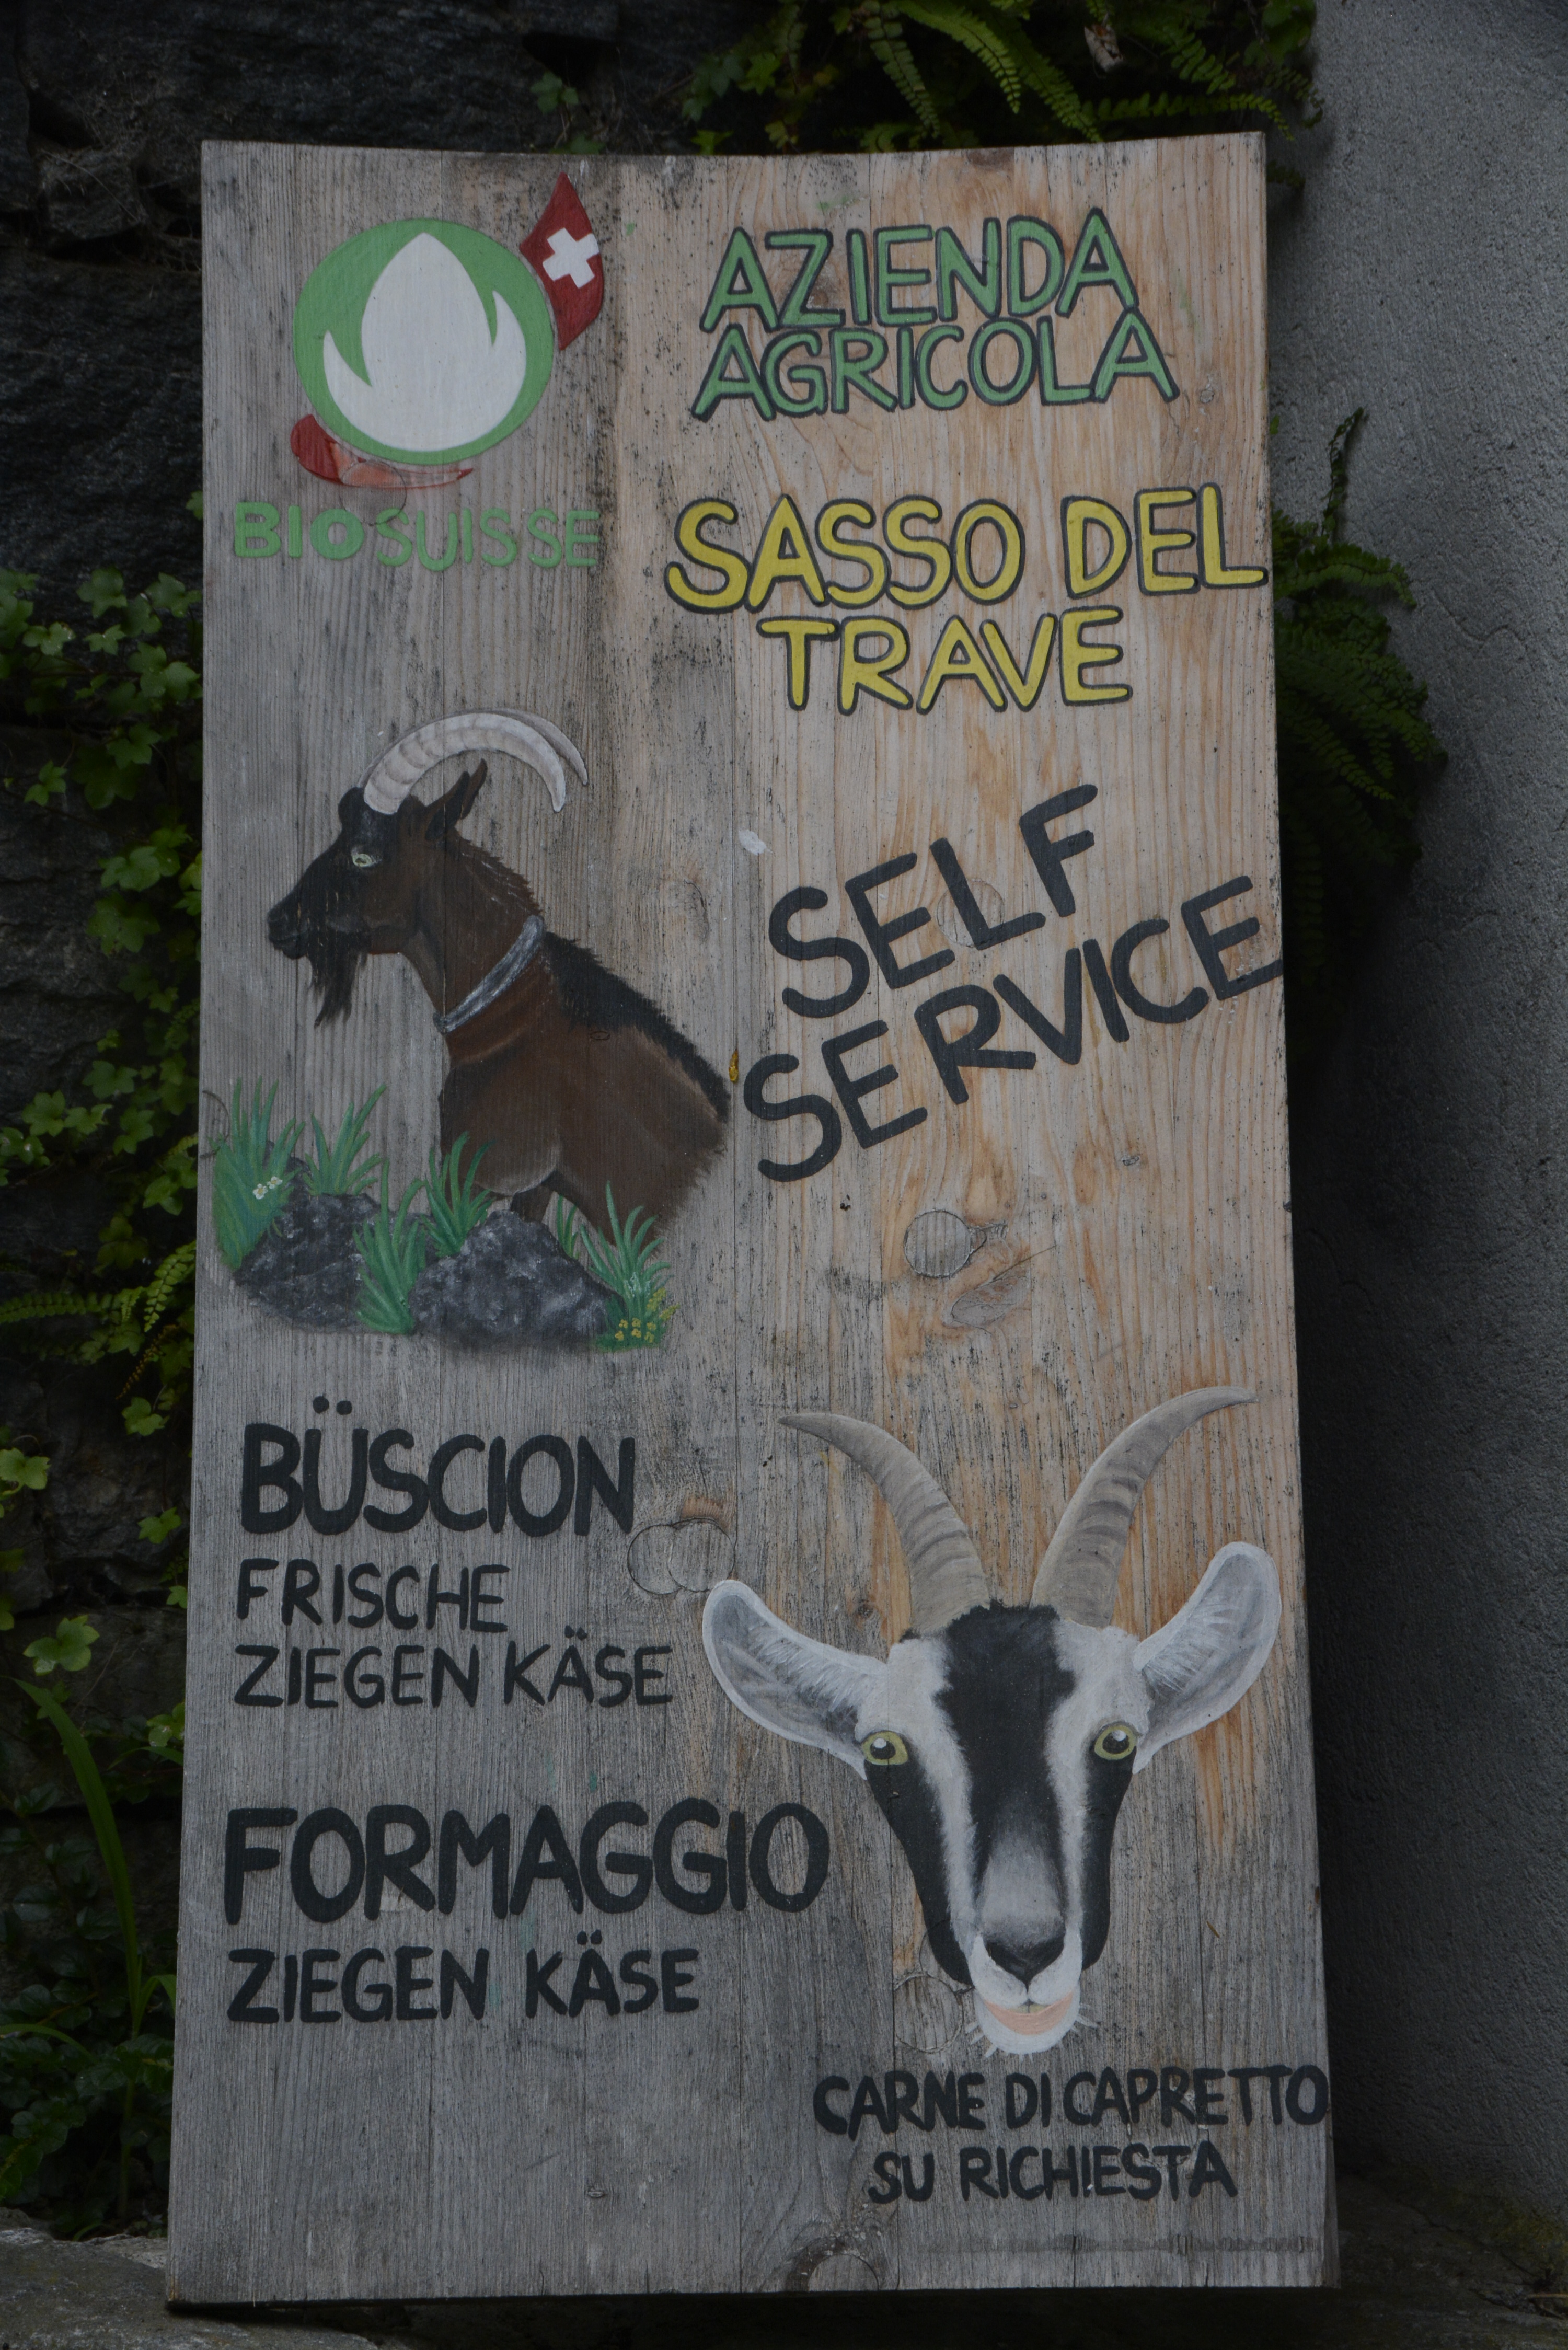 BIOSUISSE
AZIENDA
AGRICOLA
SASSO DEL
TRAVE
SELF
SERVICE
BÜSCION
FRISCHE
ZIEGEN KÄSE
FORMAGGIO
ZIEGEN KÄSE
CARNE DI CAPRETTO
SU RICHIESTA